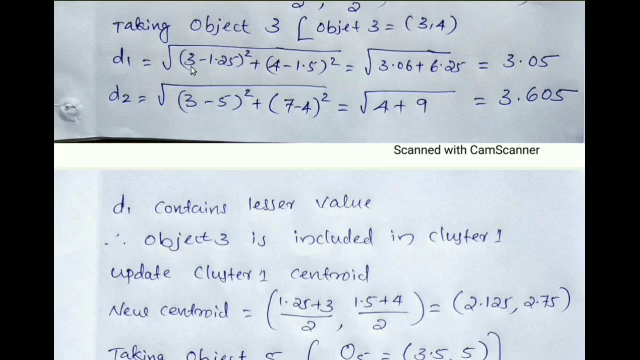 2, 2
Taking Object 3 [Objet 3 = (3,4)
d1 = √(3-1.25)² + (4-1.5)² = √3.06+6.25 = 3.05
d2 = √(3-5)² + (7-4)² = √4+9 = 3.605
Scanned with CamScanner
d1 contains lesser value
∴ object 3 is included in cluster 1
update cluster 1 centroid
New centroid = (1.25+3/2, 1.5+4/2) = (2.125, 2.75)
Taking Object 5 [O5 = (3.5, 5)]